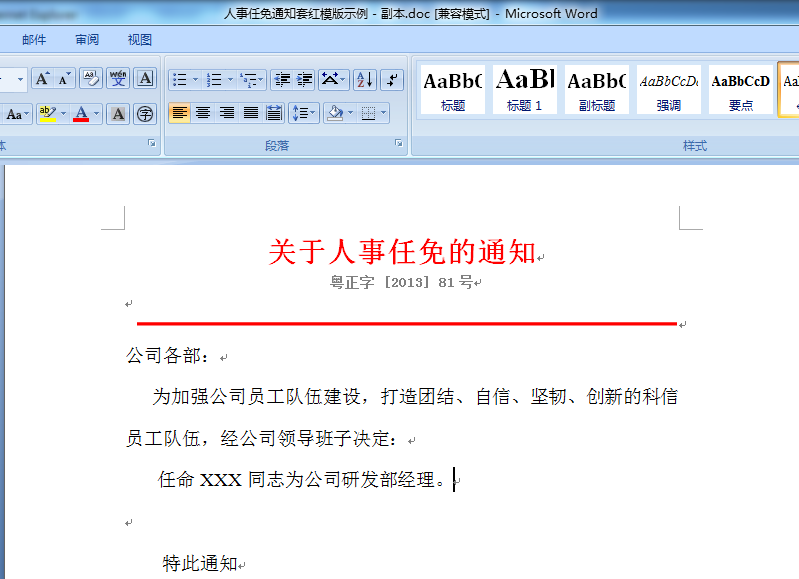 人事任免通知套红模版示例 - 副本.doc [兼容模式] - Microsoft Word
邮件 审阅 视图
AaBbC AaBl AaBbC AaBbCcD AaBbCcD
标题 标题 1 副标题 强调 要点
段落 样式
关于人事任免的通知
粤正字 [2013] 81 号
公司各部：
为加强公司员工队伍建设，打造团结、自信、坚韧、创新的科信
员工队伍，经公司领导班子决定：
任命 XXX 同志为公司研发部经理。
特此通知